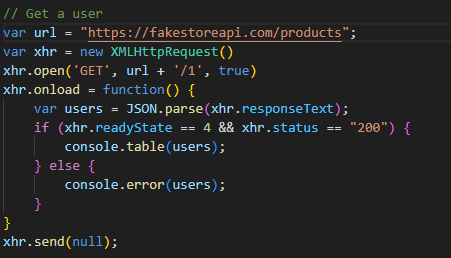 // Get a user
var url = "https://fakestoreapi.com/products";
var xhr = new XMLHttpRequest()
xhr.open('GET', url + '/1', true)
xhr.onload = function() {
    var users = JSON.parse(xhr.responseText);
    if (xhr.readyState == 4 && xhr.status == "200") {
        console.table(users);
    } else {
        console.error(users);
    }
}
xhr.send(null);